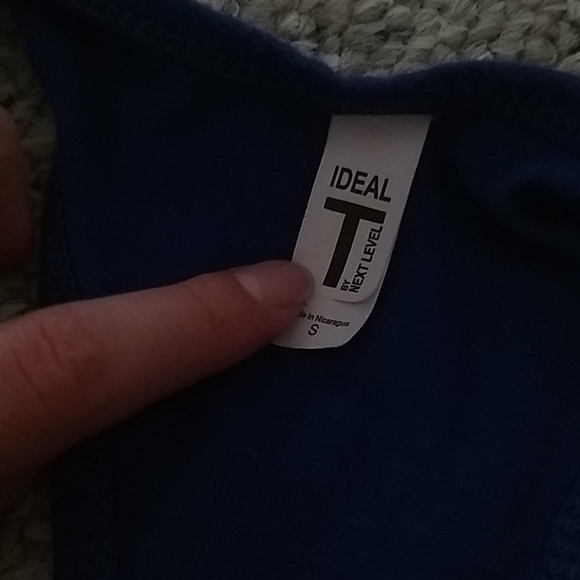 IDEAL
T
BY
NEXT LEVEL
in Nicaragua
S